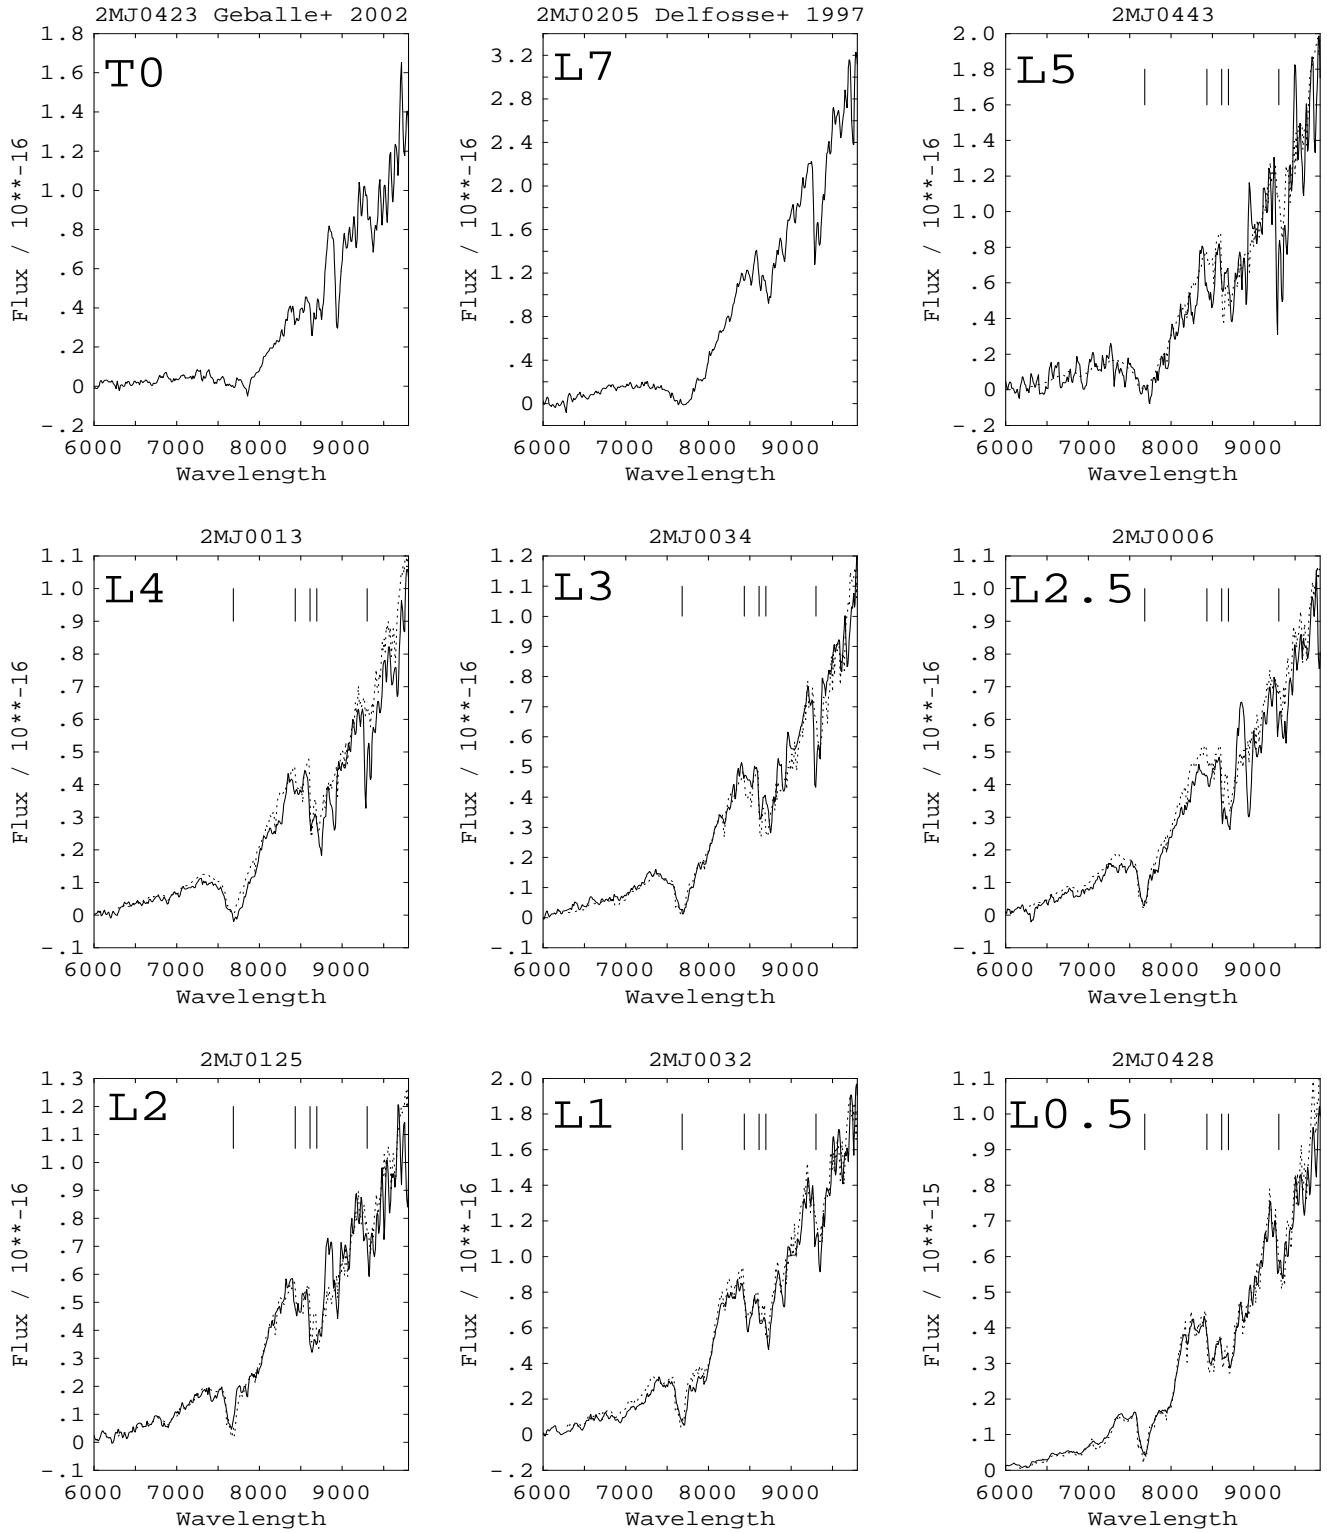 2MJ0423 Geballe+ 2002
T0
1.8
1.6
1.4
1.2
1.0
.8
.6
.4
.2
0
-.2
Flux / 10**-16
6000 7000 8000 9000
Wavelength
2MJ0205 Delfosse+ 1997
L7
3.2
2.8
2.4
2.0
1.6
1.2
.8
.4
0
Flux / 10**-16
6000 7000 8000 9000
Wavelength
2MJ0443
L5
2.0
1.8
1.6
1.4
1.2
1.0
.8
.6
.4
.2
0
-.2
Flux / 10**-16
6000 7000 8000 9000
Wavelength
2MJ0013
L4
1.1
1.0
.9
.8
.7
.6
.5
.4
.3
.2
.1
0
-.1
Flux / 10**-16
6000 7000 8000 9000
Wavelength
2MJ0034
L3
1.2
1.1
1.0
.9
.8
.7
.6
.5
.4
.3
.2
.1
0
-.1
Flux / 10**-16
6000 7000 8000 9000
Wavelength
2MJ0006
L2.5
1.1
1.0
.9
.8
.7
.6
.5
.4
.3
.2
.1
0
-.1
Flux / 10**-16
6000 7000 8000 9000
Wavelength
2MJ0125
L2
1.3
1.2
1.1
1.0
.9
.8
.7
.6
.5
.4
.3
.2
.1
0
-.1
Flux / 10**-16
6000 7000 8000 9000
Wavelength
2MJ0032
L1
2.0
1.8
1.6
1.4
1.2
1.0
.8
.6
.4
.2
0
-.2
Flux / 10**-16
6000 7000 8000 9000
Wavelength
2MJ0428
L0.5
1.1
1.0
.9
.8
.7
.6
.5
.4
.3
.2
.1
0
Flux / 10**-15
6000 7000 8000 9000
Wavelength